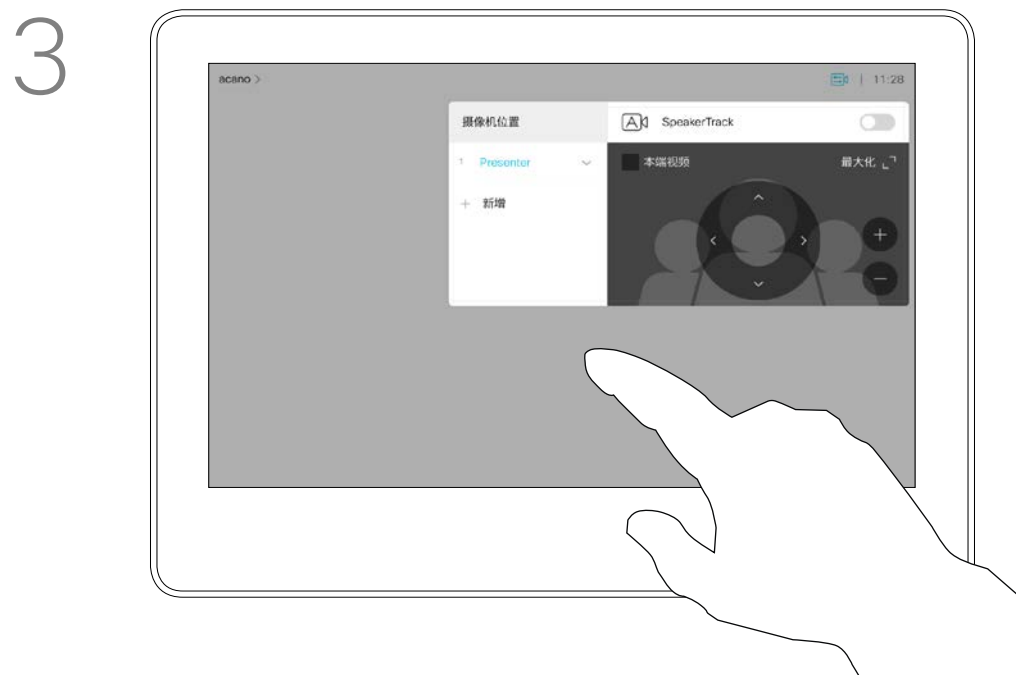 3
acano >
11:28
摄像机位置
A SpeakerTrack
1 Presenter
本端视频
最大化
+ 新增